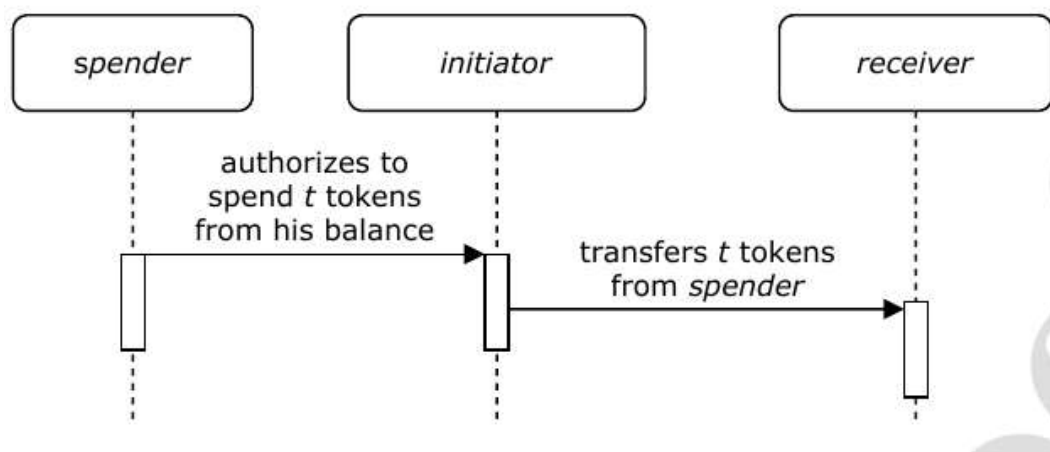 spender
initiator
receiver
authorizes to
spend t tokens
from his balance
transfers t tokens
from spender